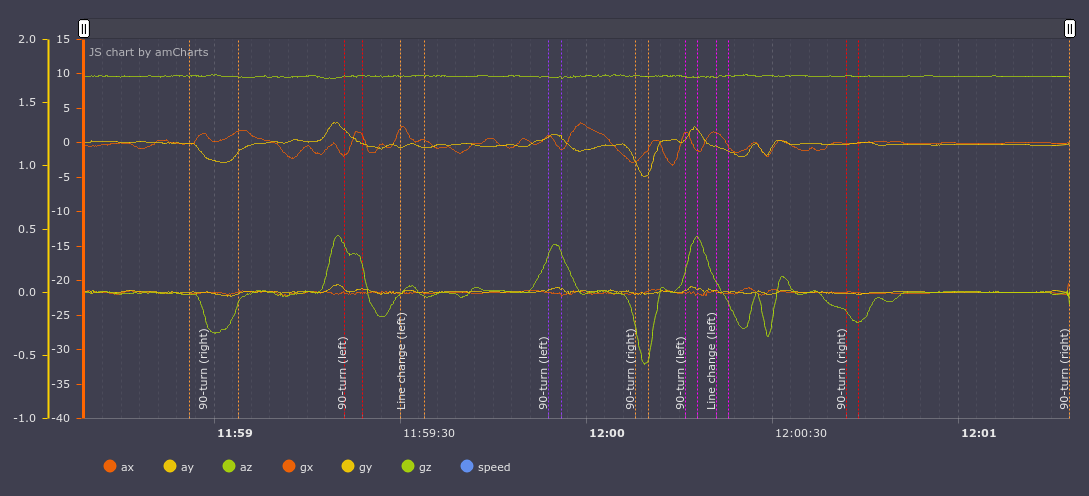 JS chart by amCharts
2.0
1.5
1.0
0.5
0.0
-0.5
-1.0
15
10
5
0
-5
-10
-15
-20
-25
-30
-35
-40
90-turn (right)
90-turn (left)
Line change (left)
90-turn (left)
90-turn (right)
90-turn (left)
Line change (left)
90-turn (right)
90-turn (right)
11:59
11:59:30
12:00
12:00:30
12:01
ax
ay
az
gx
gy
gz
speed